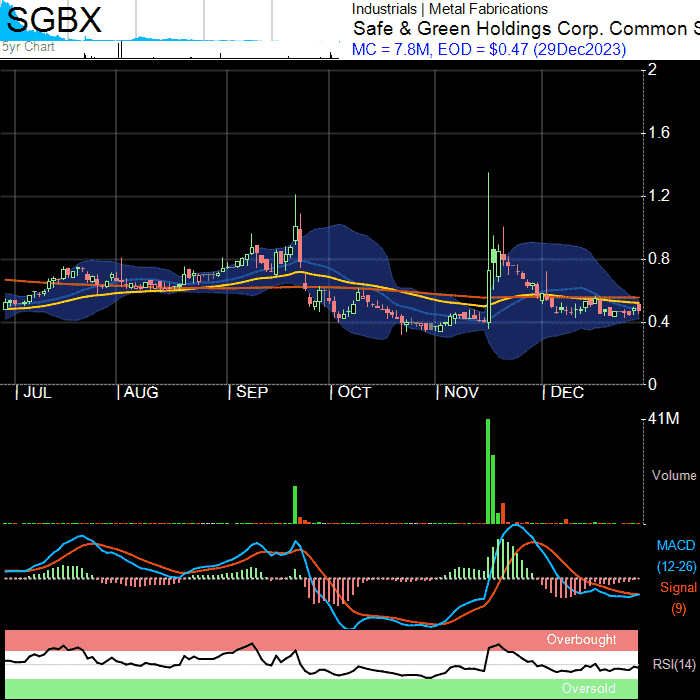 SGBX
5yr Chart
Industrials | Metal Fabrications
Safe & Green Holdings Corp. Common S
MC = 7.8M, EOD = $0.47 (29Dec2023)
2
1.6
1.2
0.8
0.4
0
JUL AUG SEP OCT NOV DEC
41M
Volume
MACD
(12-26)
Signal
(9)
Overbought
RSI(14)
Oversold